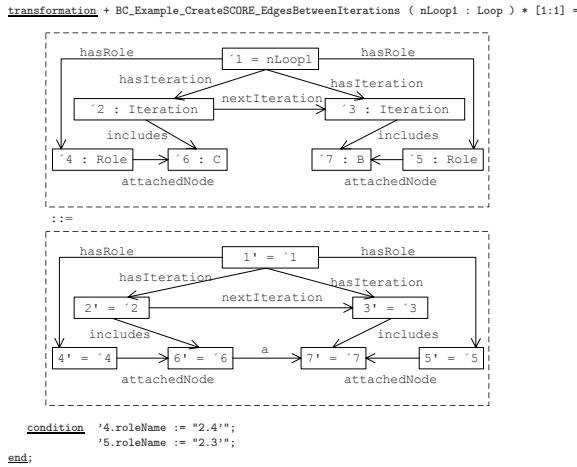 transformation + BC_Example_CreateSCORE_EdgesBetweenIterations ( nLoop1 : Loop ) * [1:1] =
hasRole ´1 = nLoop1 hasRole
hasIteration hasIteration
nextIteration
´2 : Iteration ´3 : Iteration
includes includes
´4 : Role ´6 : C ´7 : B ´5 : Role
attachedNode attachedNode
::=
hasRole 1' = ´1 hasRole
hasIteration hasIteration
nextIteration
2' = ´2 3' = ´3
includes includes
4' = ´4 6' = ´6 a 7' = ´7 5' = ´5
attachedNode attachedNode
condition '4.roleName := "2.4'";
'5.roleName := "2.3'";
end;